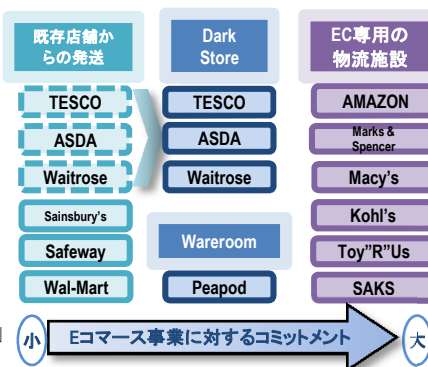 既存店舗か
らの発送
TESCO
ASDA
Waitrose
Sainsbury's
Safeway
Wal-Mart
Dark
Store
TESCO
ASDA
Waitrose
Wareroom
Peapod
EC専用の
物流施設
AMAZON
Marks &
Spencer
Macy's
Kohl's
Toy"R"Us
SAKS
小
Eコマース事業に対するコミットメント
大